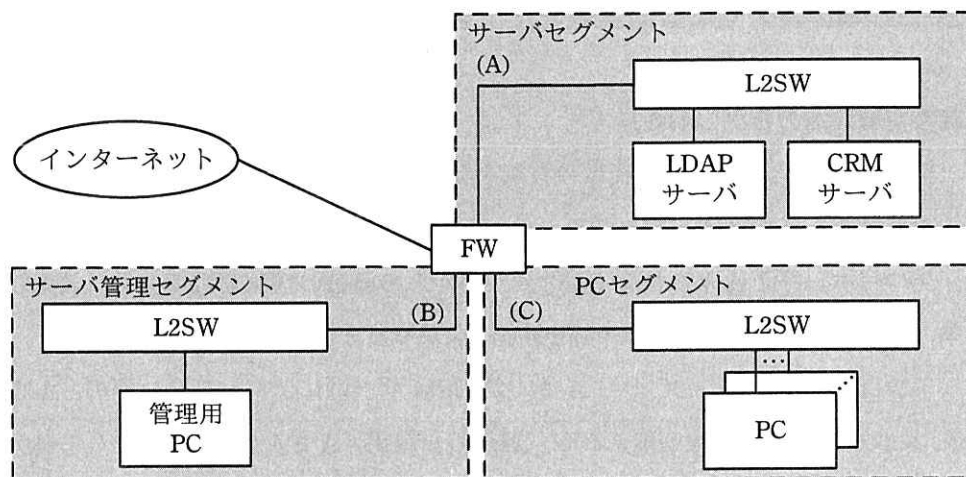 サーバセグメント
(A)
L2SW
LDAP
サーバ
CRM
サーバ
インターネット
FW
サーバ管理セグメント
L2SW
(B)
管理用
PC
PCセグメント
(C)
L2SW
…
PC